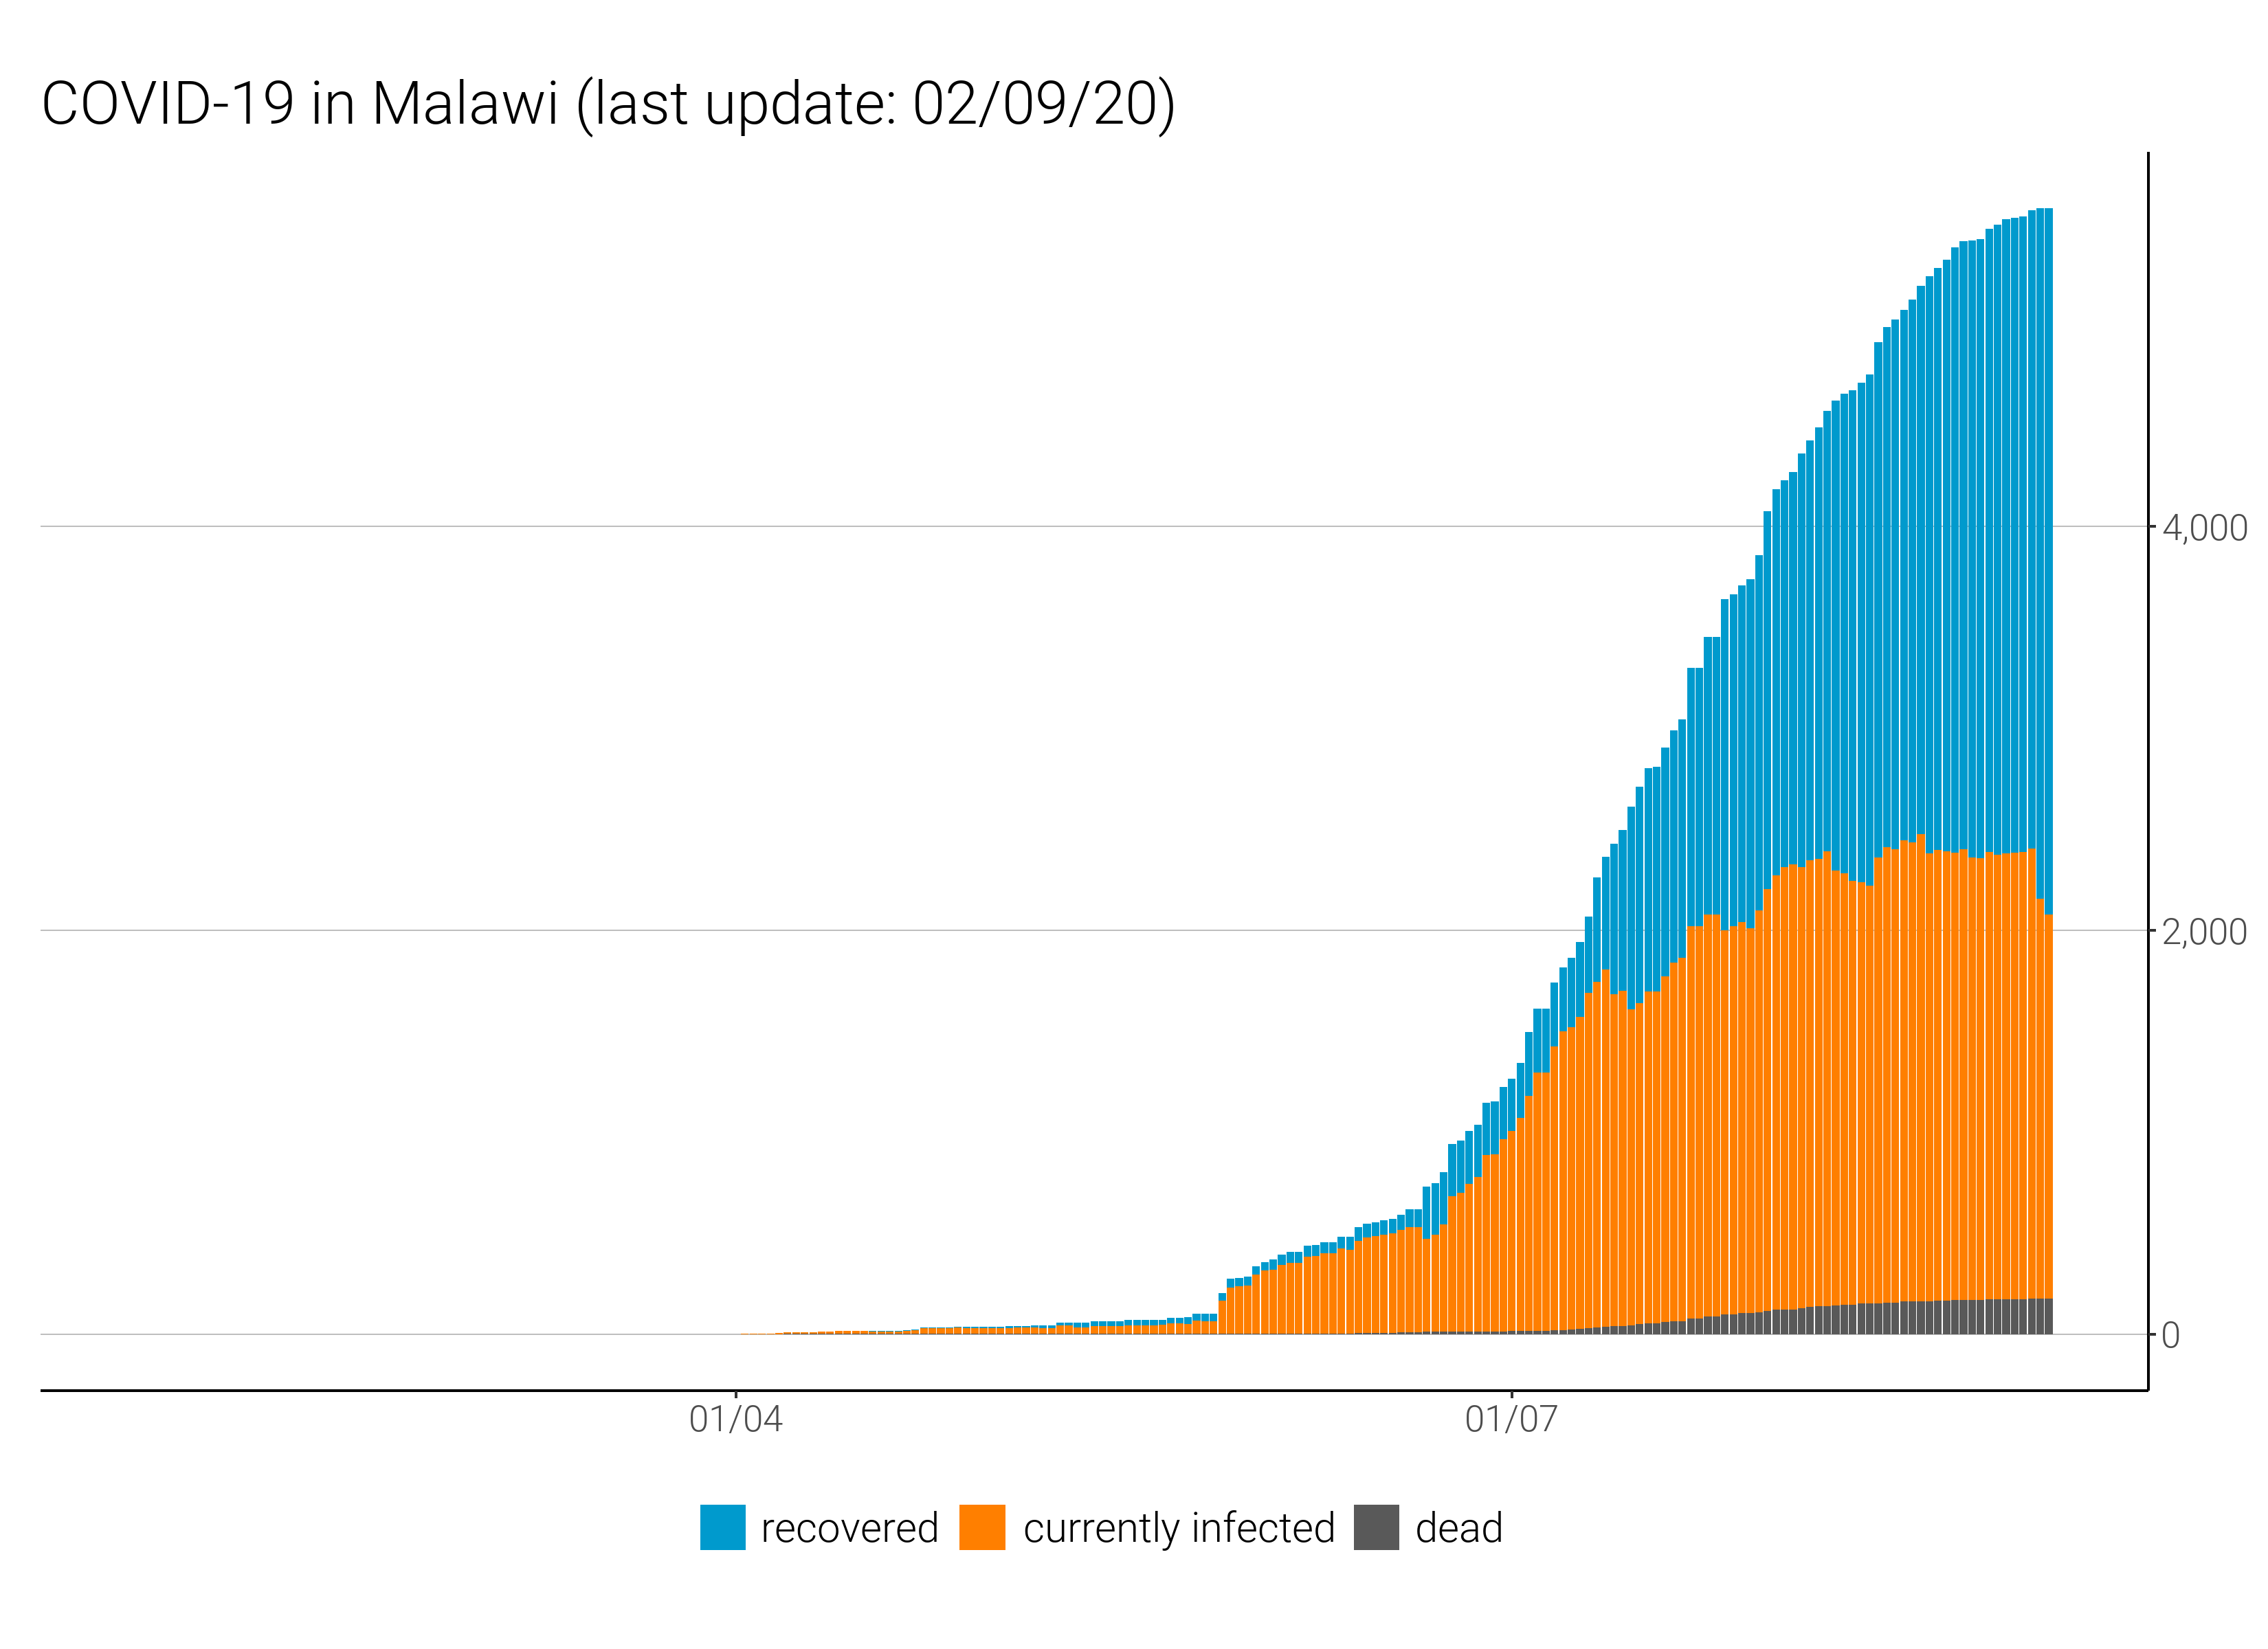 COVID-19 in Malawi (last update: 02/09/20)
4,000
2,000
0
01/04 01/07
recovered currently infected dead